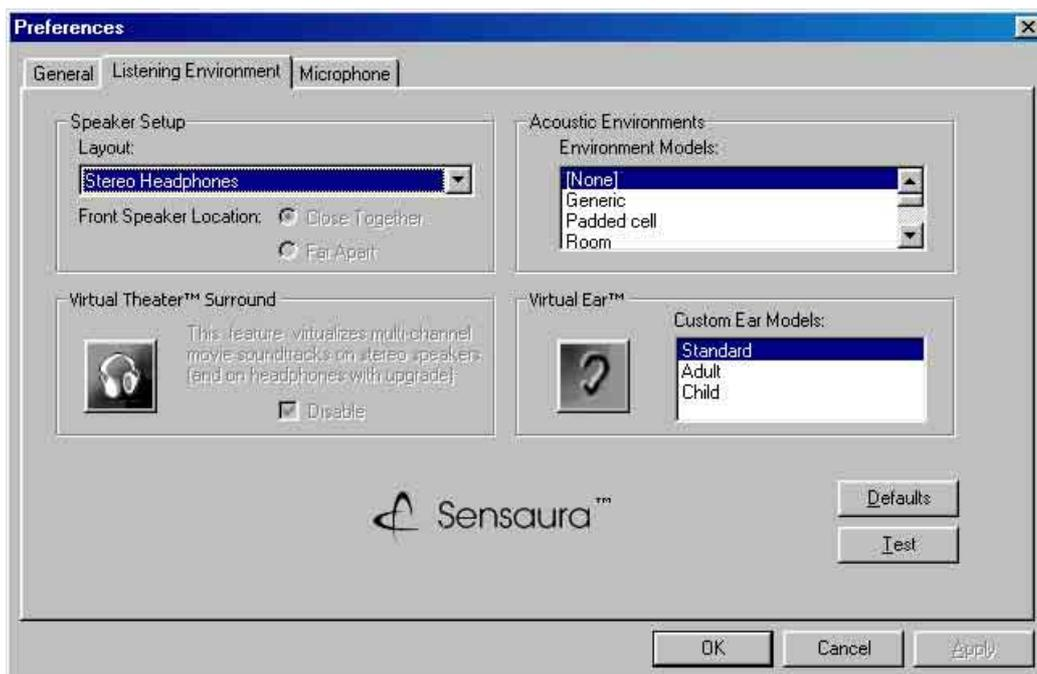 Preferences
General Listening Environment Microphone
Speaker Setup
Layout:
Stereo Headphones
Front Speaker Location: Close Together
Far Apart
Acoustic Environments
Environment Models:
[None]
Generic
Padded cell
Room
Virtual Theater™ Surround
This feature virtualizes multi-channel
movie soundtracks on stereo speakers
(and on headphones with upgrade)
Disable
Virtual Ear™
Custom Ear Models:
Standard
Adult
Child
Sensaura™
Defaults
Test
OK Cancel Apply